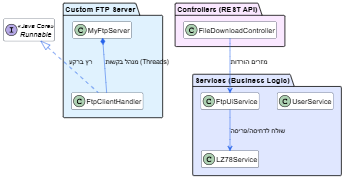 Custom FTP Server
Controllers (REST API)
«Java Core»
Runnable
MyFtpServer
FileDownloadController
רץ ברקע
מנהל בקשות (Threads)
מזרים הורדות
Services (Business Logic)
FtpClientHandler
FtpUiService
UserService
שולח לדחיסה/פריסה
LZ78Service